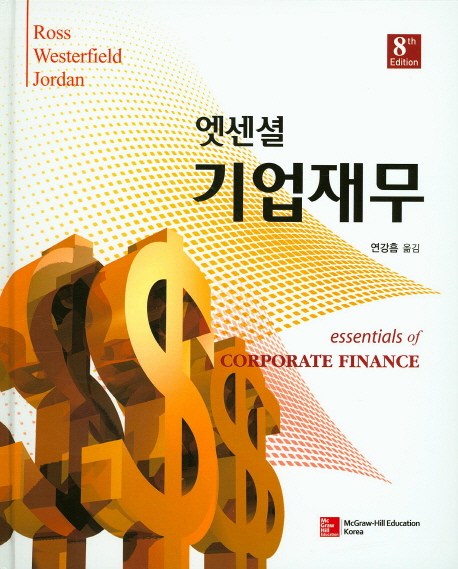 Ross
Westerfield
Jordan
8th
Edition
엣센셜
기업재무
연강흠 옮김
essentials of
CORPORATE FINANCE
Mc
Graw
Hill
Education
McGraw-Hill Education
Korea